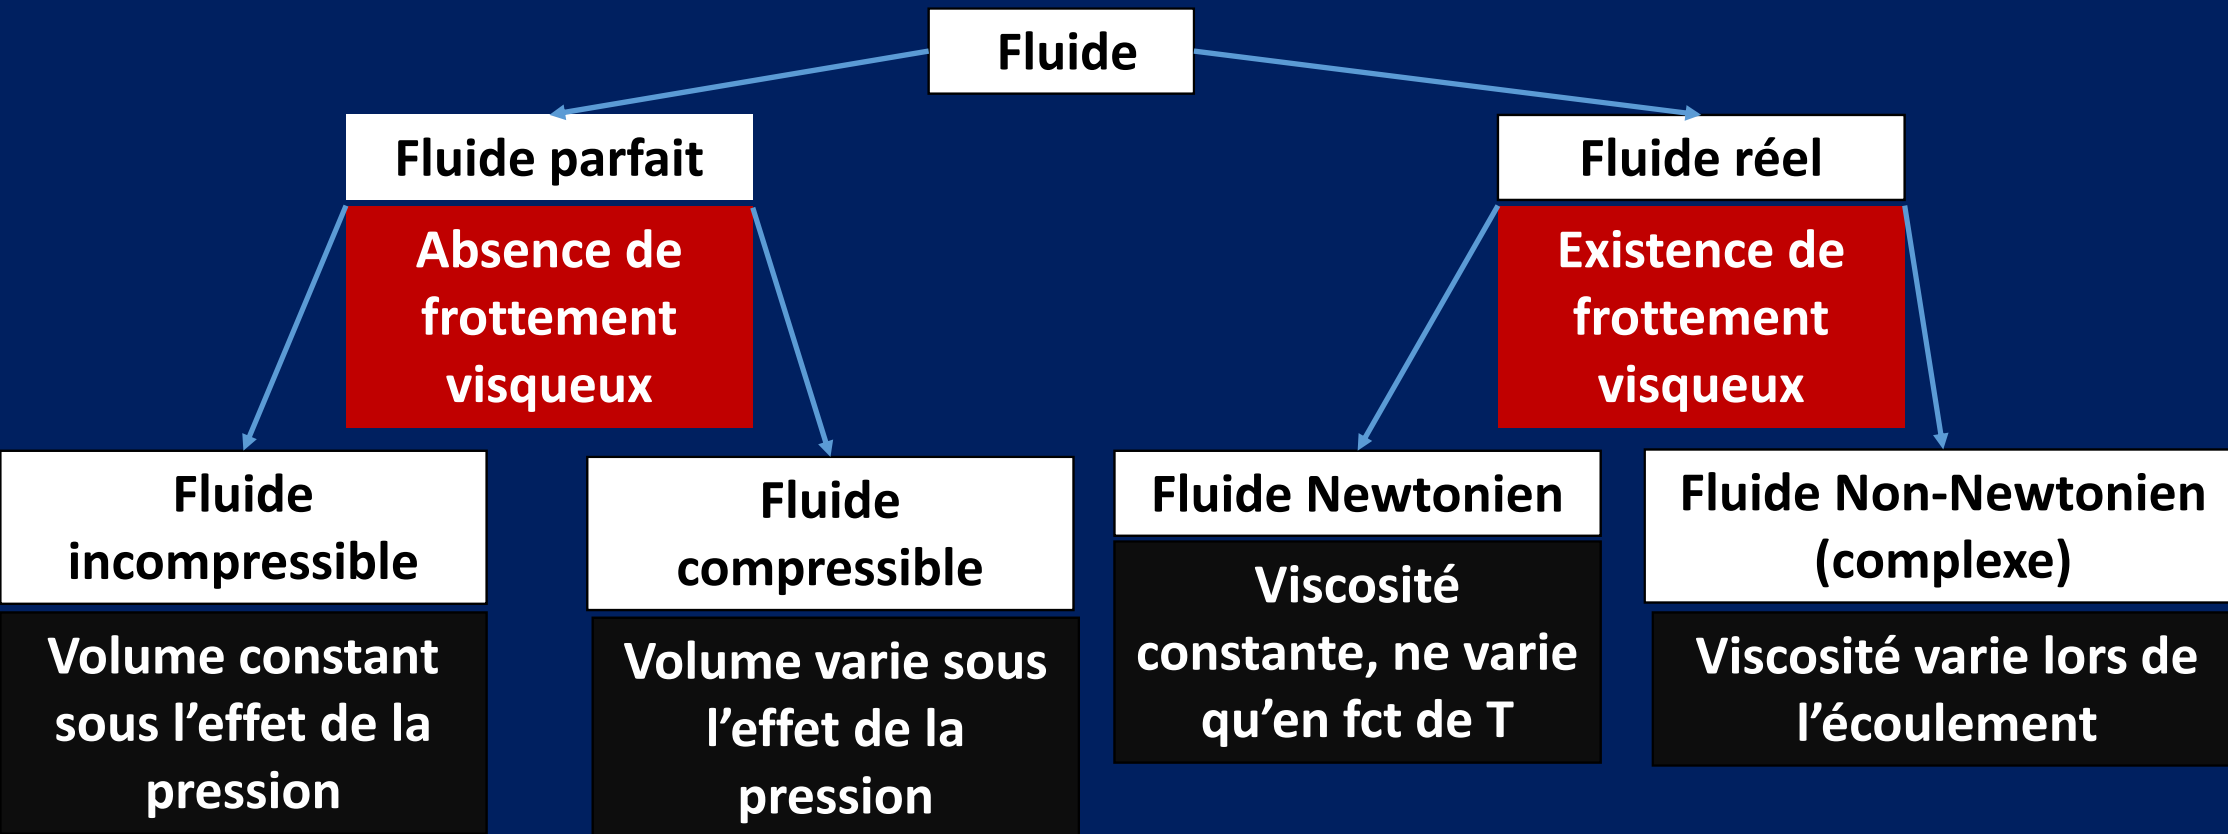 Fluide
Fluide parfait
Absence de
frottement
visqueux
Fluide réel
Existence de
frottement
visqueux
Fluide
incompressible
Volume constant
sous l’effet de la
pression
Fluide
compressible
Volume varie sous
l’effet de la
pression
Fluide Newtonien
Viscosité
constante, ne varie
qu’en fct de T
Fluide Non-Newtonien
(complexe)
Viscosité varie lors de
l’écoulement